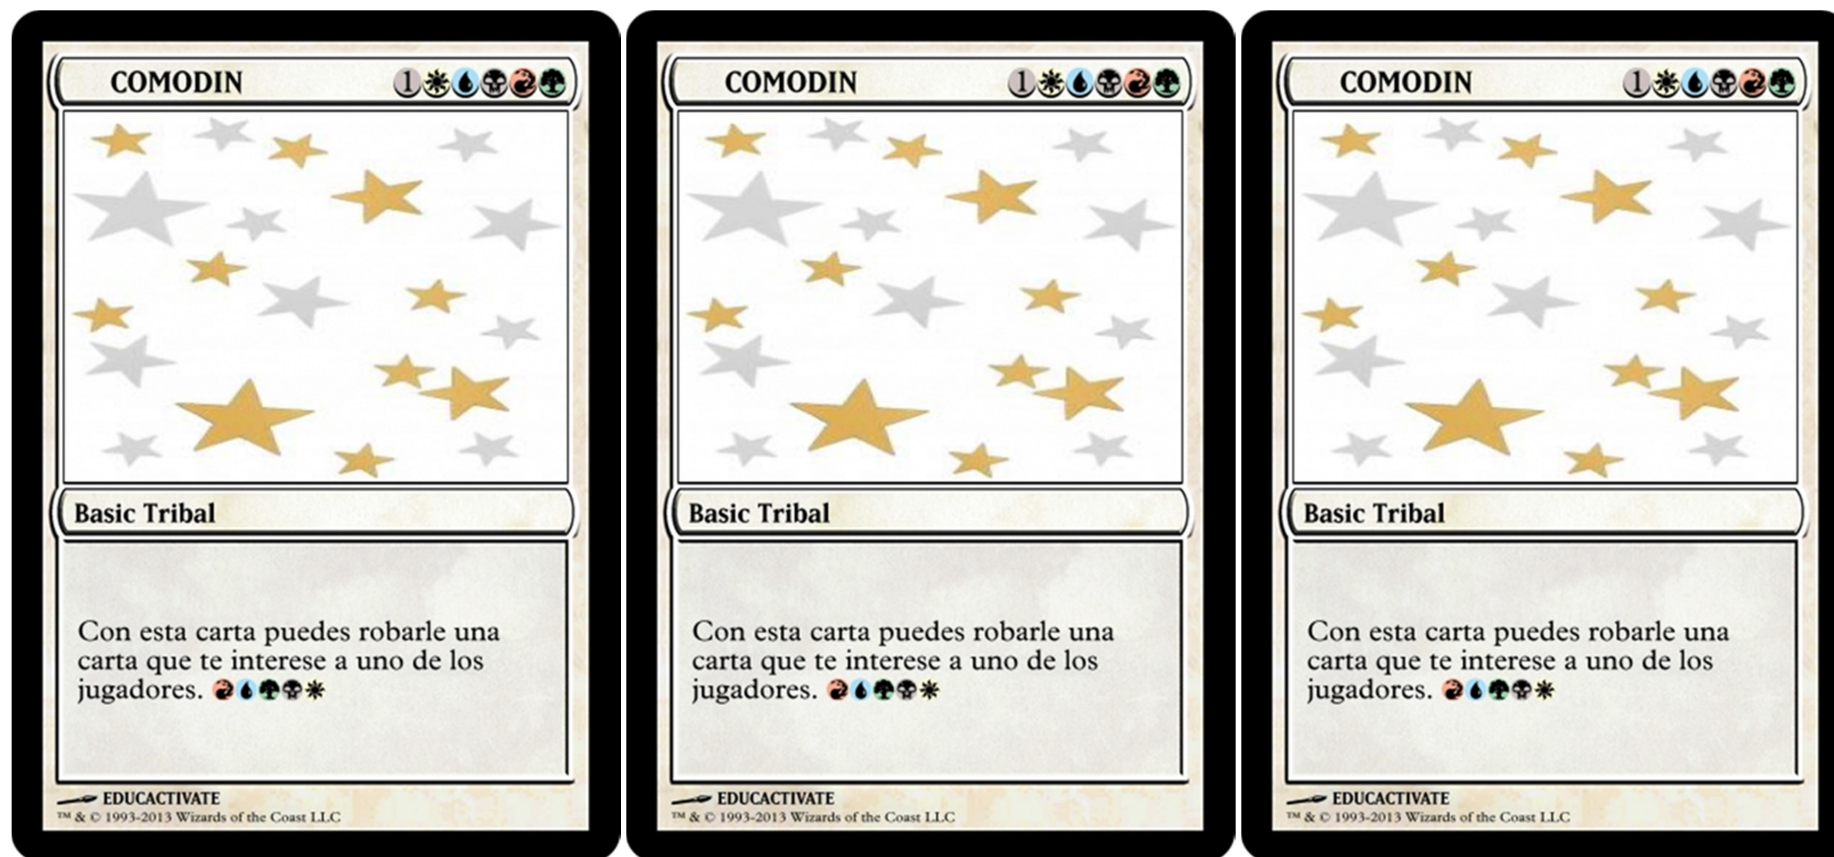 COMODIN 1
Basic Tribal
Con esta carta puedes robarle una
carta que te interese a uno de los
jugadores.
EDUCACTIVATE
™ & © 1993-2013 Wizards of the Coast LLC
COMODIN 1
Basic Tribal
Con esta carta puedes robarle una
carta que te interese a uno de los
jugadores.
EDUCACTIVATE
™ & © 1993-2013 Wizards of the Coast LLC
COMODIN 1
Basic Tribal
Con esta carta puedes robarle una
carta que te interese a uno de los
jugadores.
EDUCACTIVATE
™ & © 1993-2013 Wizards of the Coast LLC